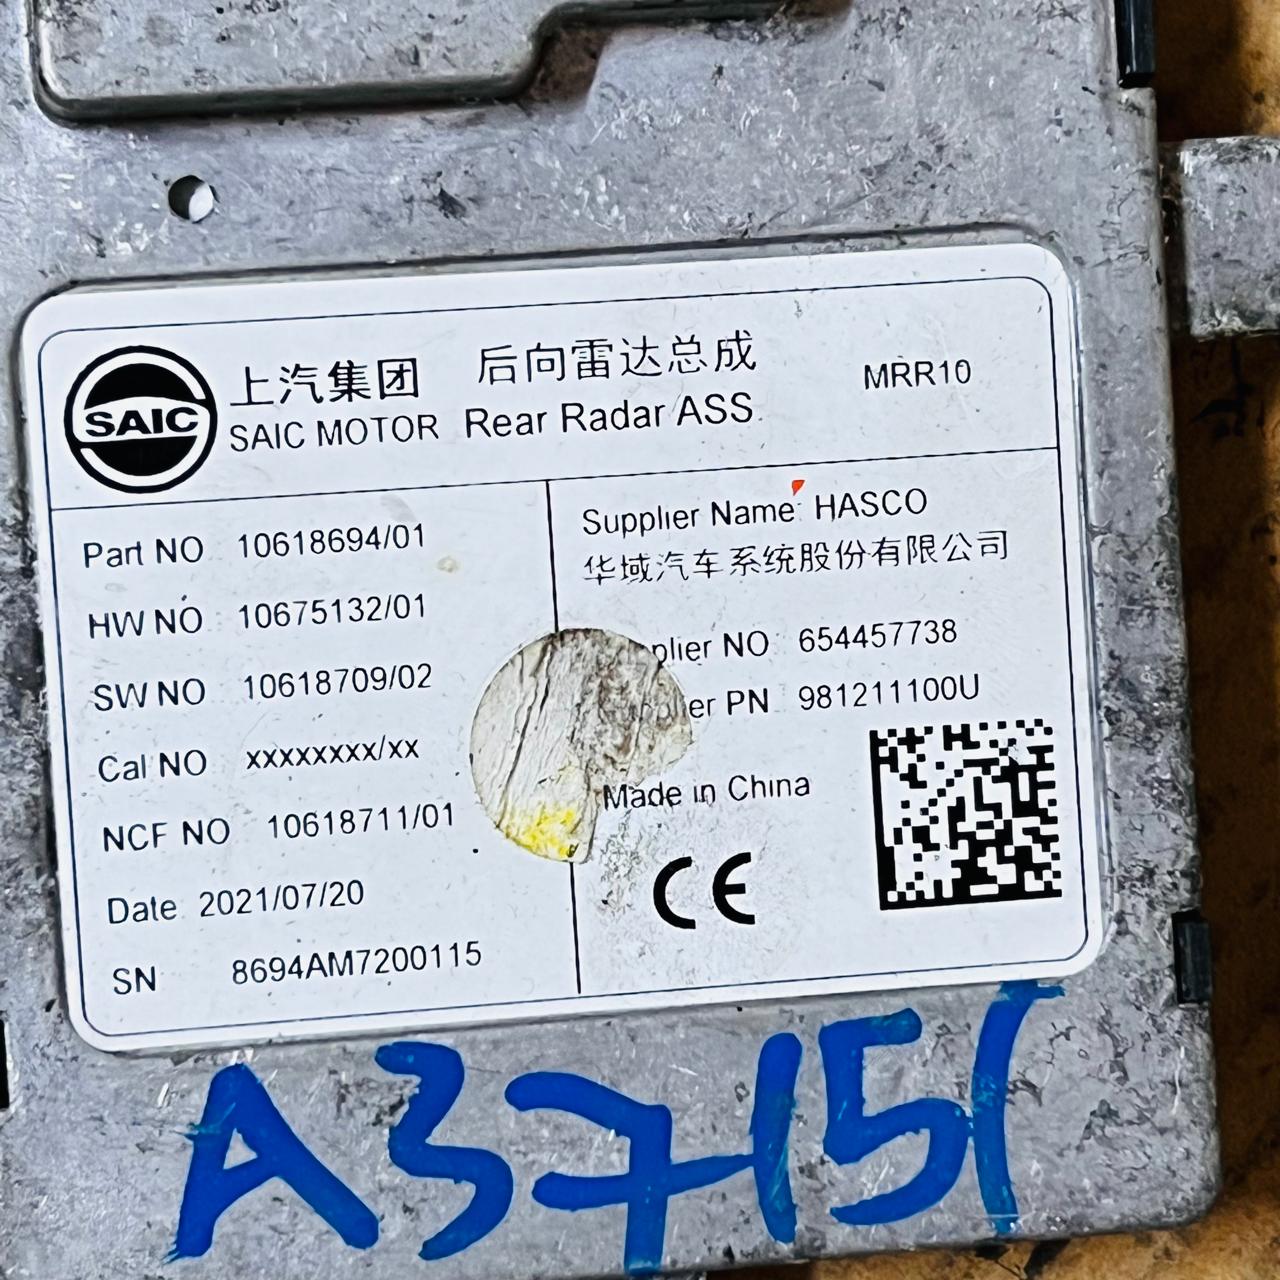 SAIC
上汽集团 后向雷达总成 MRR10
SAIC MOTOR Rear Radar ASS
Part NO 10618694/01
HW NO 10675132/01
SW NO 10618709/02
Cal NO xxxxxxxx/xx
NCF NO 10618711/01
Date 2021/07/20
SN 8694AM7200115
Supplier Name: HASCO
华域汽车系统股份有限公司
plier NO 654457738
er PN 981211100U
Made in China
CE
A37151